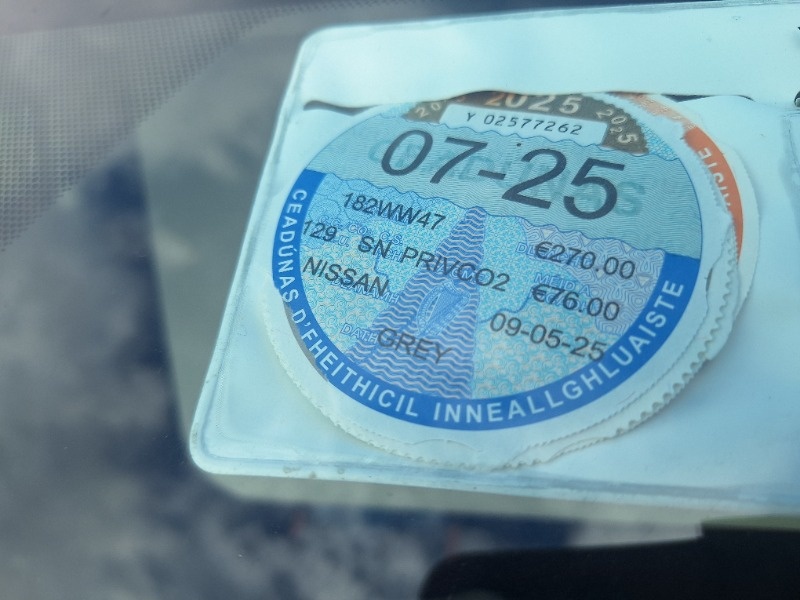 2025
2025
Y 02577262
07-25
182WW47
129 SN PRIVCO2 €270.00
NISSAN €76.00
09-05-25
GREY
CEADÚNAS D'FHEITHICIL INNEALLGHLUAISTE